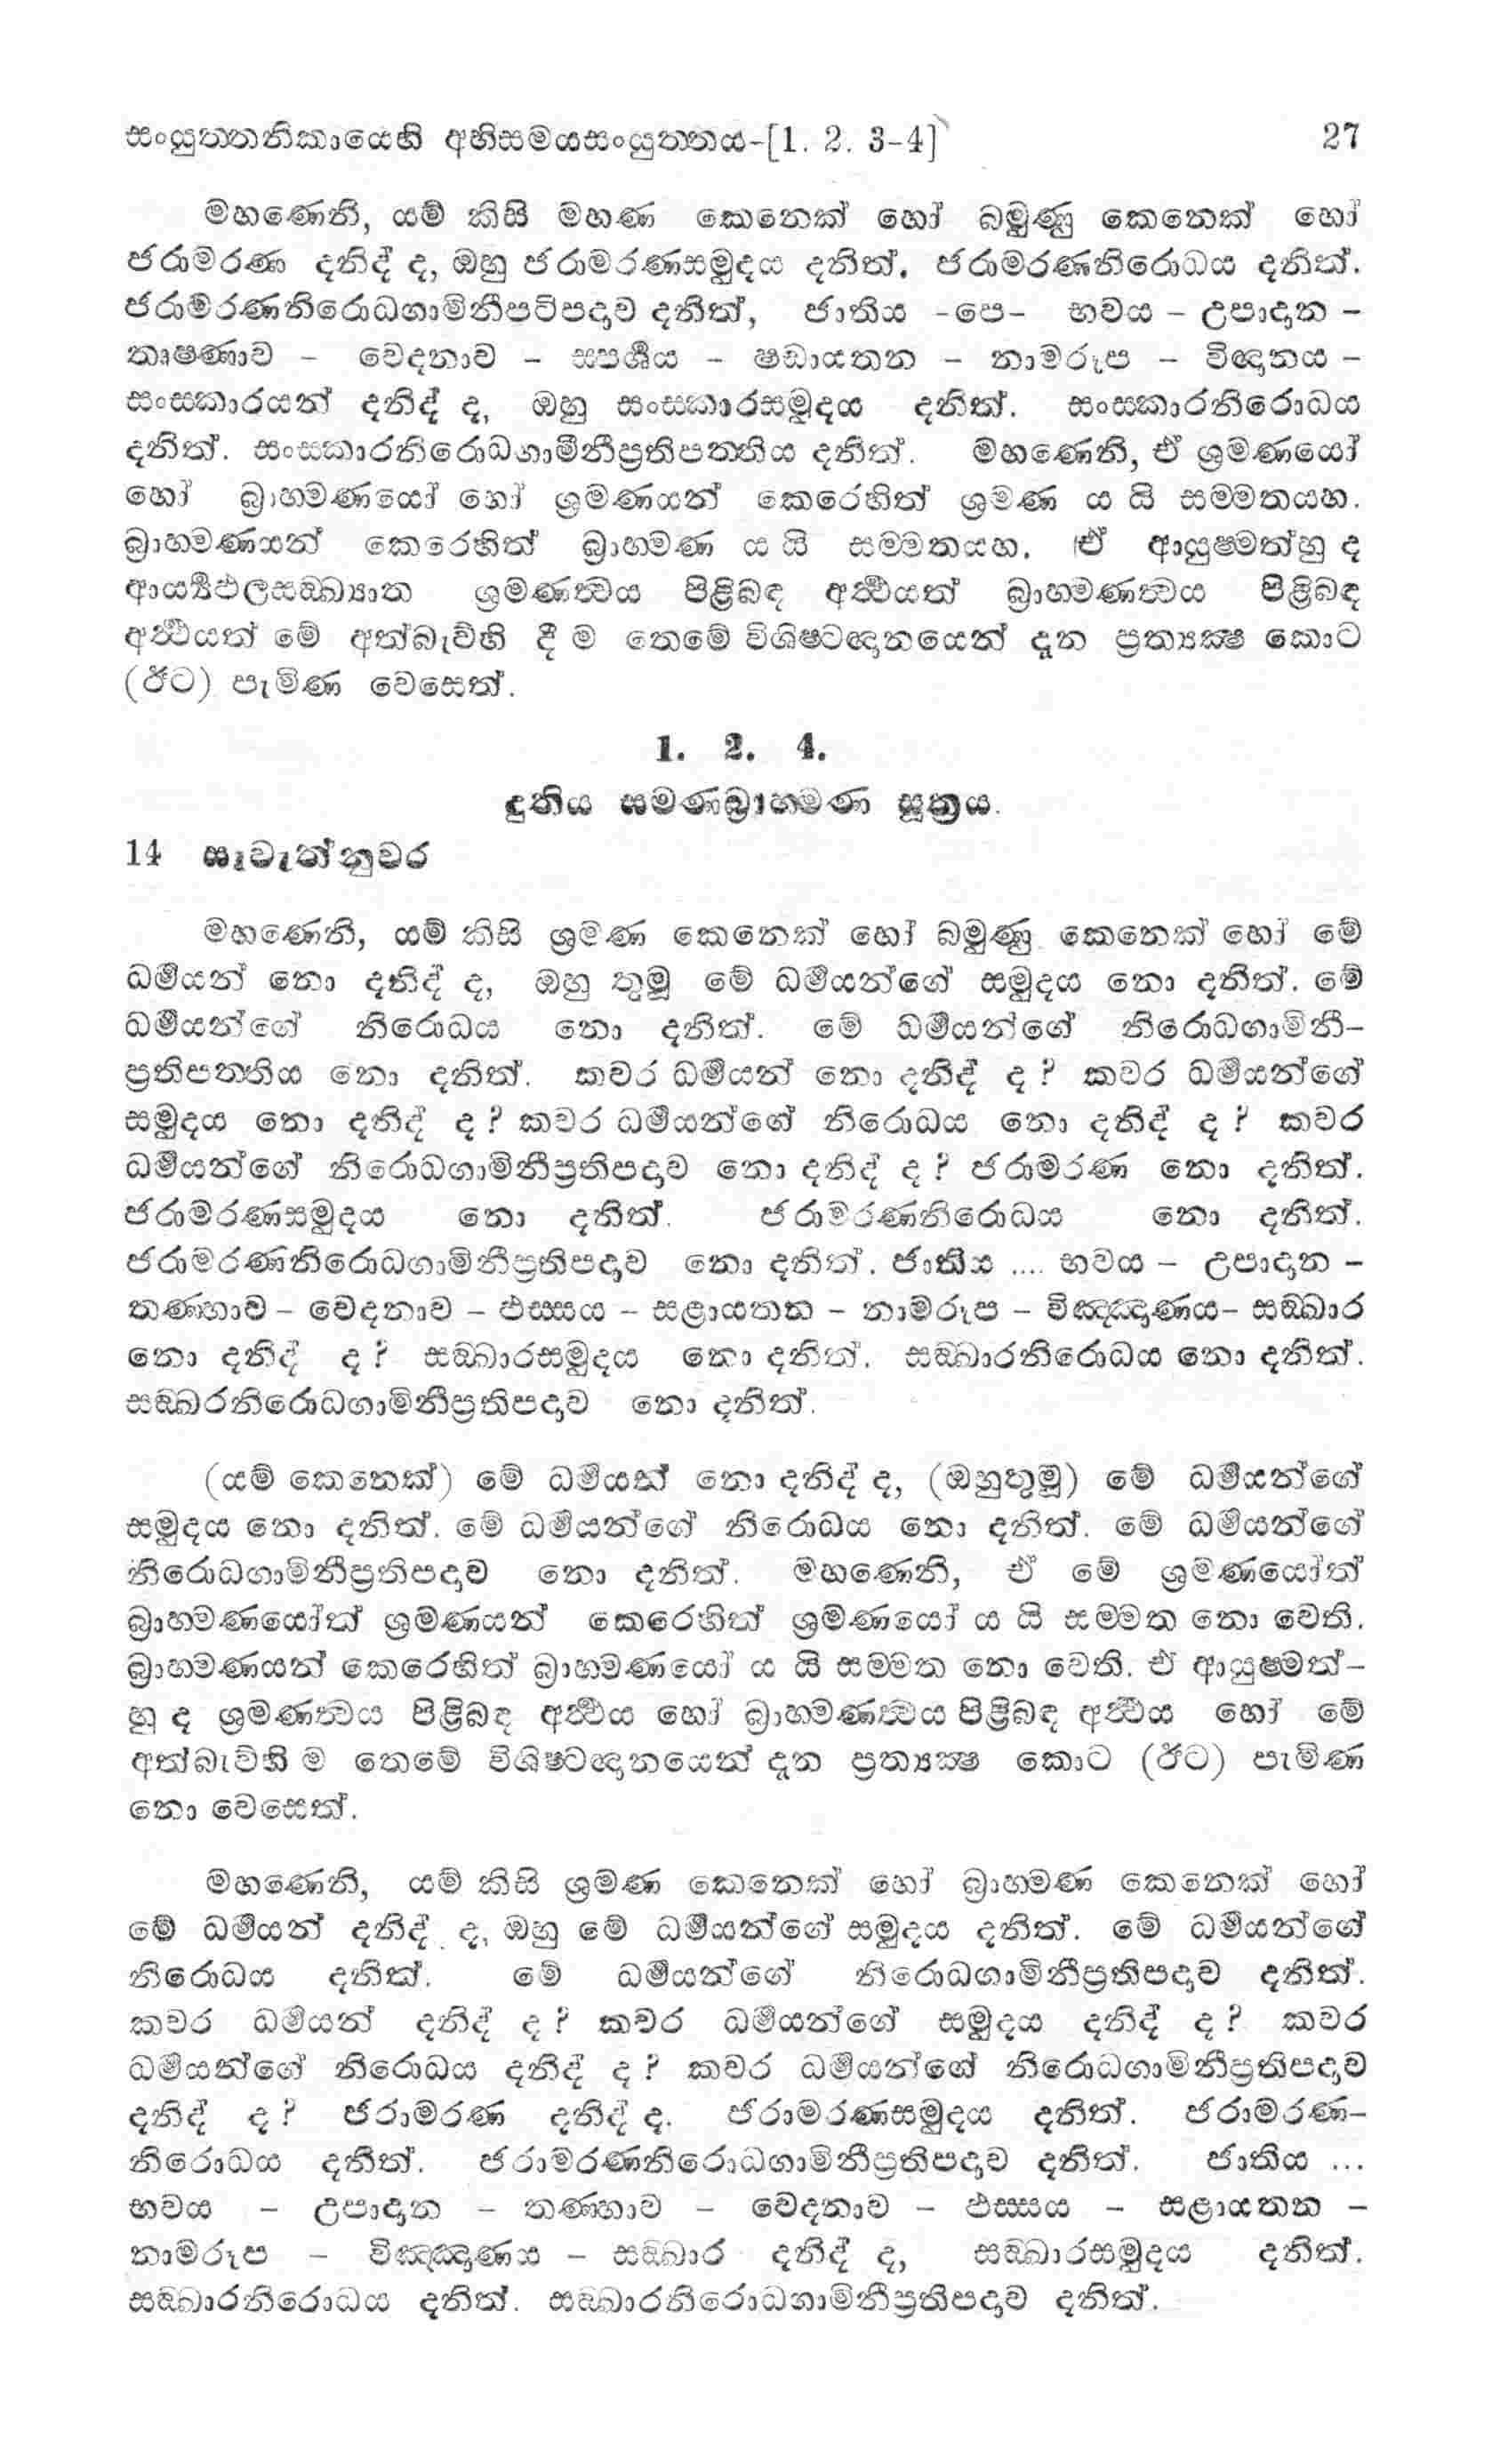 සංයුත්තනිකායෙහි අභිසමයසංයුත්තය-[1. 2. 3-4] 27
මහණෙනි, යම් කිසි මහණ කෙනෙක් හෝ බමුණු කෙනෙක් හෝ
ජරාමරණ දනිද් ද, ඔහු ජරාමරණසමුදය දනිත්. ජරාමරණනිරොධය දනිත්.
ජරාමරණනිරොධගාමිනීපටිපදාව දනිත්, ජාතිය -පෙ- භවය - උපාදාන -
තෘෂ්ණාව - වෙදනාව - ස්පර්‍ශය - ෂඩායතන - නාමරූප - විඥානය -
සංස්කාරයන් දනිද් ද, ඔහු සංස්කාරසමුදය දනිත්. සංස්කාරනිරොධය
දනිත්. සංස්කාරනිරොධගාමිනීප්‍රතිපත්තිය දනිත්. මහණෙනි, ඒ ශ්‍රමණයෝ
හෝ බ්‍රාහ්මණයෝ හෝ ශ්‍රමණයන් කෙරෙහිත් ශ්‍රමණ ය යි සම්මතයහ.
බ්‍රාහ්මණයන් කෙරෙහිත් බ්‍රාහ්මණ ය යි සම්මතයහ. ඒ ආයුෂ්මත්හු ද
ආර්‍ය්‍යඵලසඞ්ඛ්‍යාත ශ්‍රමණත්‍වය පිළිබඳ අර්‍ථයත් බ්‍රාහ්මණත්‍වය පිළිබඳ
අර්‍ථයත් මේ අත්බැව්හි දී ම තෙමේ විශිෂ්ටඥානයෙන් දැන ප්‍රත්‍යක්‍ෂ කොට
(ඊට) පැමිණ වෙසෙත්.
1. 2. 4.
දුතිය සමණබ්‍රාහ්මණ සූත්‍රය.
14 සැවැත්නුවර
මහණෙනි, යම් කිසි ශ්‍රමණ කෙනෙක් හෝ බමුණු කෙනෙක් හෝ මේ
ධර්‍මයන් නො දනිද් ද, ඔහු තුමූ මේ ධර්‍මයන්ගේ සමුදය නො දනිත්. මේ
ධර්‍මයන්ගේ නිරොධය නො දනිත්. මේ ධර්‍මයන්ගේ නිරොධගාමිනී-
ප්‍රතිපත්තිය නො දනිත්. කවර ධර්‍මයන් නො දනිද් ද? කවර ධර්‍මයන්ගේ
සමුදය නො දනිද් ද? කවර ධර්‍මයන්ගේ නිරොධය නො දනිද් ද? කවර
ධර්‍මයන්ගේ නිරොධගාමිනීප්‍රතිපදාව නො දනිද් ද? ජරාමරණ නො දනිත්.
ජරාමරණසමුදය නො දනිත්. ජරාමරණනිරොධය නො දනිත්.
ජරාමරණනිරොධගාමිනීප්‍රතිපදාව නො දනිත්. ජාතිය .... භවය - උපාදාන -
තණ්හාව - වෙදනාව - ඵස්සය - සළායතන - නාමරූප - විඤ්ඤාණය- සඞ්ඛාර
නො දනිද් ද? සඞ්ඛාරසමුදය නො දනිත්. සඞ්ඛාරනිරොධය නො දනිත්.
සඞ්ඛරනිරොධගාමිනීප්‍රතිපදාව නො දනිත්.
(යම් කෙනෙක්) මේ ධර්‍මයන් නො දනිද් ද, (ඔහුතුමූ) මේ ධර්‍මයන්ගේ
සමුදය නො දනිත්. මේ ධර්‍මයන්ගේ නිරොධය නො දනිත්. මේ ධර්‍මයන්ගේ
නිරොධගාමිනීප්‍රතිපදාව නො දනිත්. මහණෙනි, ඒ මේ ශ්‍රමණයෝත්
බ්‍රාහ්මණයෝත් ශ්‍රමණයන් කෙරෙහිත් ශ්‍රමණයෝ ය යි සම්මත නො වෙති.
බ්‍රාහ්මණයන් කෙරෙහිත් බ්‍රාහ්මණයෝ ය යි සම්මත නො වෙති. ඒ ආයුෂ්මත්-
හු ද ශ්‍රමණත්‍වය පිළිබඳ අර්‍ථය හෝ බ්‍රාහ්මණත්‍වය පිළිබඳ අර්‍ථය හෝ මේ
අත්බැව්හි ම තෙමේ විශිෂ්ටඥානයෙන් දැන ප්‍රත්‍යක්‍ෂ කොට (ඊට) පැමිණ
නො වෙසෙත්.
මහණෙනි, යම් කිසි ශ්‍රමණ කෙනෙක් හෝ බ්‍රාහ්මණ කෙනෙක් හෝ
මේ ධර්‍මයන් දනිද් ද, ඔහු මේ ධර්‍මයන්ගේ සමුදය දනිත්. මේ ධර්‍මයන්ගේ
නිරොධය දනිත්. මේ ධර්‍මයන්ගේ නිරොධගාමිනීප්‍රතිපදාව දනිත්.
කවර ධර්‍මයන් දනිද් ද? කවර ධර්‍මයන්ගේ සමුදය දනිද් ද? කවර
ධර්‍මයන්ගේ නිරොධය දනිද් ද? කවර ධර්‍මයන්ගේ නිරොධගාමිනීප්‍රතිපදාව
දනිද් ද? ජරාමරණ දනිද් ද. ජරාමරණසමුදය දනිත්. ජරාමරණ-
නිරොධය දනිත්. ජරාමරණනිරොධගාමිනීප්‍රතිපදාව දනිත්. ජාතිය ...
භවය - උපාදාන - තණ්හාව - වෙදනාව - ඵස්සය - සළායතන -
නාමරූප - විඤ්ඤාණය - සඞ්ඛාර දනිද් ද, සඞ්ඛාරසමුදය දනිත්.
සඞ්ඛාරනිරොධය දනිත්. සඞ්ඛාරනිරොධගාමිනීප්‍රතිපදාව දනිත්.